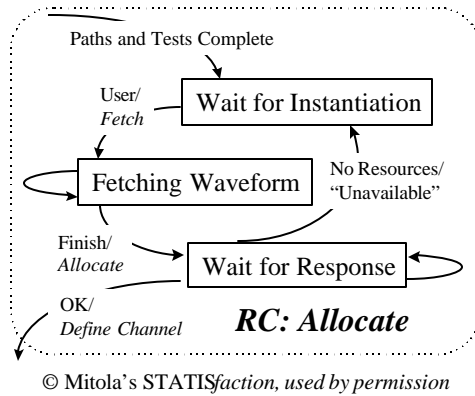 Paths and Tests Complete
Wait for Instantiation
User/
Fetch
No Resources/
“Unavailable”
Fetching Waveform
Finish/
Allocate
Wait for Response
OK/
Define Channel
RC: Allocate
© Mitola’s STATISfaction, used by permission